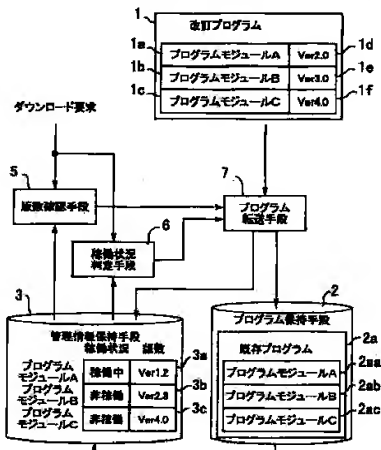 1
改訂プログラム
1a プログラムモジュールA Ver2.0 1d
1b プログラムモジュールB Ver3.0 1e
1c プログラムモジュールC Ver4.0 1f
ダウンロード要求
5
版数確認手段
7
プログラム
転送手段
6
稼働状況
判定手段
3
管理情報保持手段
稼働状況 版数
プログラム
モジュールA 稼働中 Ver1.2 3a
プログラム
モジュールB 非稼働 Ver2.3 3b
プログラム
モジュールC 非稼働 Ver4.0 3c
2
プログラム保持手段
2a
既存プログラム
プログラムモジュールA 2aa
プログラムモジュールB 2ab
プログラムモジュールC 2ac